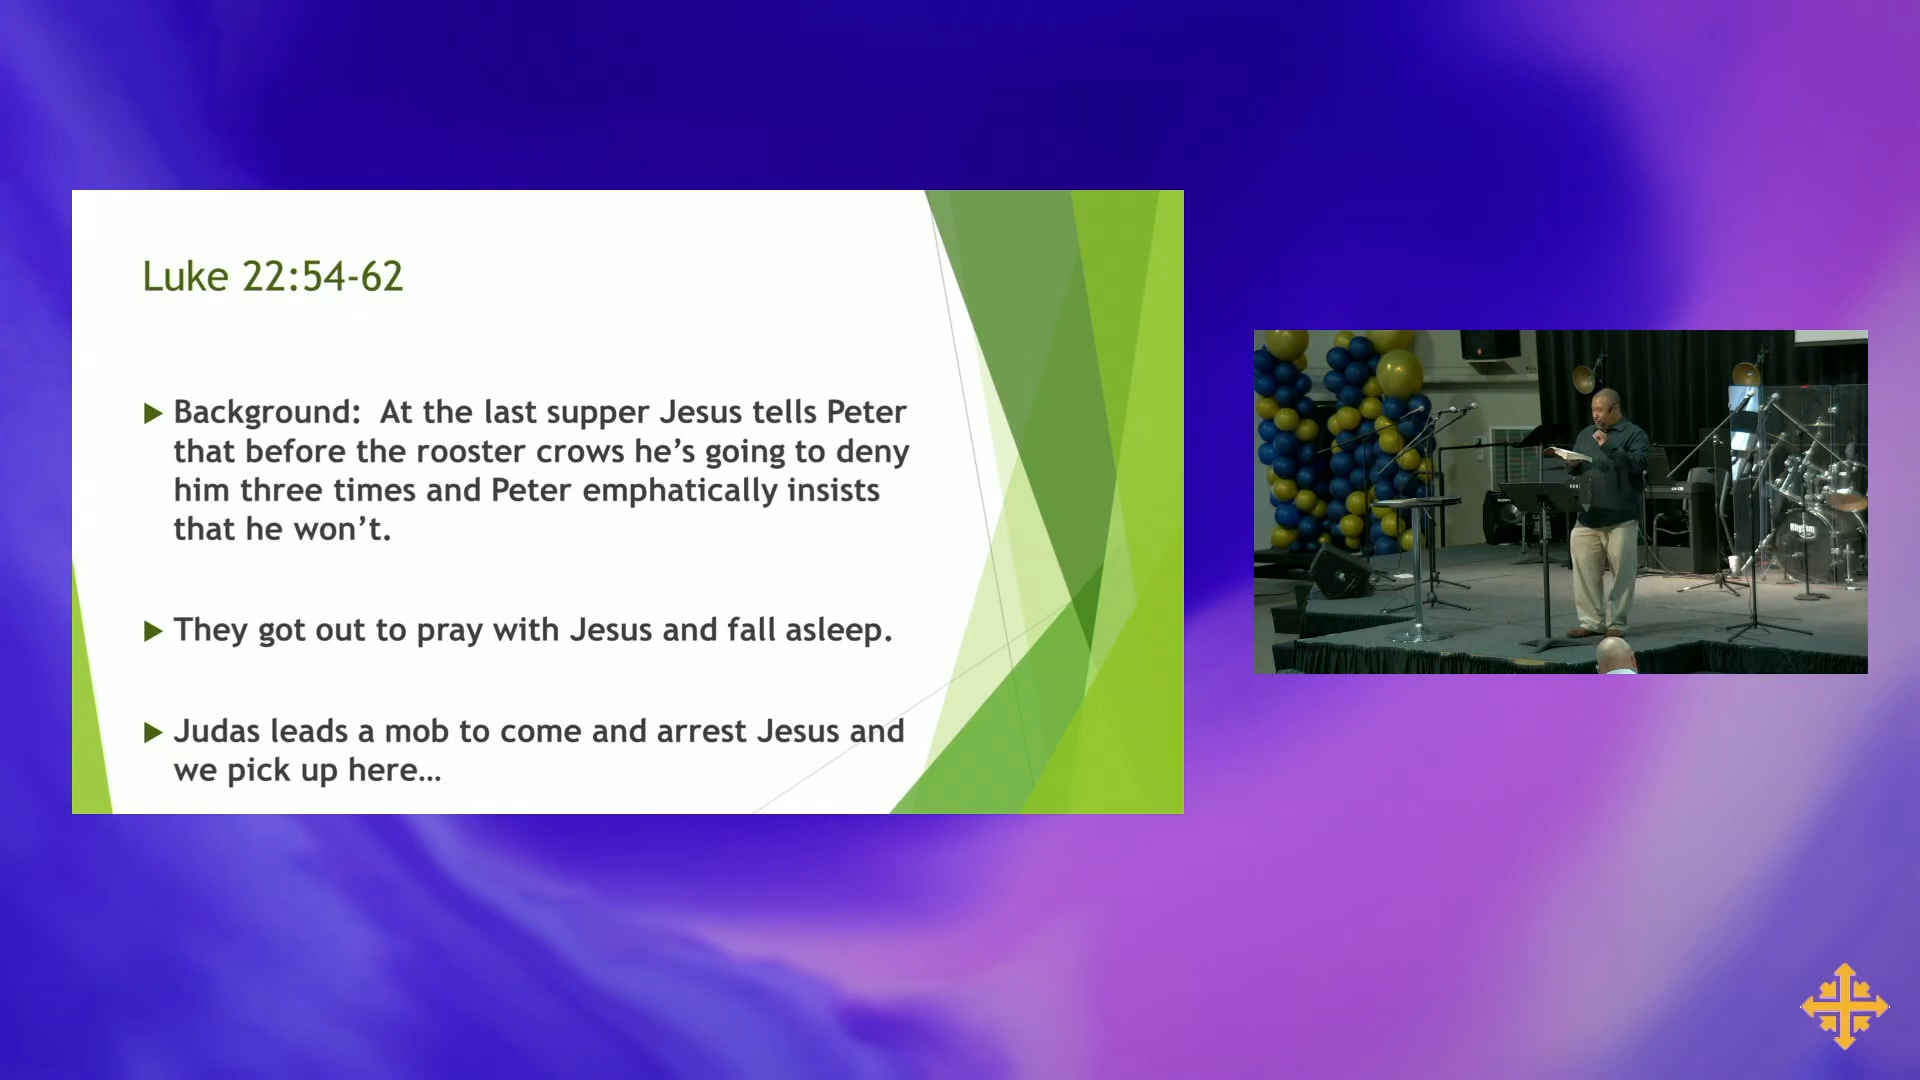 Luke 22:54-62
Background: At the last supper Jesus tells Peter
that before the rooster crows he’s going to deny
him three times and Peter emphatically insists
that he won’t.
They got out to pray with Jesus and fall asleep.
Judas leads a mob to come and arrest Jesus and
we pick up here…